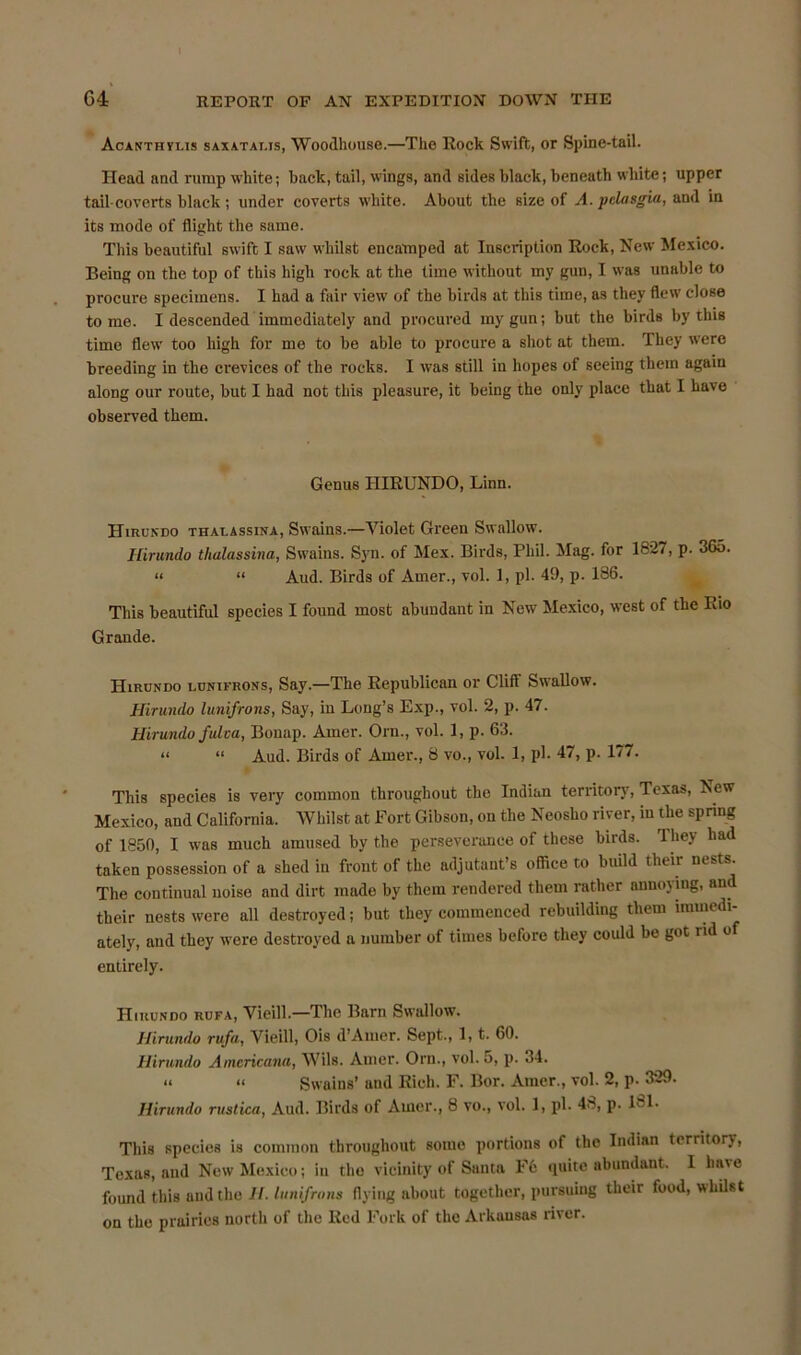 64 REPORT OF AN EXPEDITION DOWN THE
Acanthylis saxatalis, Woodhouse.—The Rock Swift, or Spine-tail.
Head and rump white; back, tail, wings, and sides black, beneath white; upper
tail-coverts black; under coverts white. About the size of A. pelasgia, and in
its mode of flight the same.
This beautiful swift I saw whilst encamped at Inscription Rock, New Mexico.
Being on the top of this high rock at the time without my gun, I was unable to
procure specimens. I had a fair view of the birds at this time, as they flew close
to me. I descended immediately and procured my gun; but the birds by this
time flew too high for me to be able to procure a shot at them. They were
breeding in the crevices of the rocks. I was still in hopes of seeing them again
along our route, but I had not this pleasure, it being the only place that I have
observed them.
Genus HIRUNDO, Linn.
Hirundo thalassina, Swains.—Violet Green Swallow.
Hirundo thalassina, Swains. Syn. of Mex. Birds, Phil. Mag. for 1827, p. 365.
“ “ Aud. Birds of Amer., vol. 1, pl. 49, p. 186.
This beautiful species I found most abundant in New Mexico, west of the Rio
Grande.
Hirundo lunifrons, Say.—The Republican or Cliff Swallow.
Hirundo lunifrons, Say, in Long’s Exp., vol. 2, p. 47.
Hirundo fulva, Bonap. Amer. Orn., vol. 1, p. 63.
“ “ Aud. Birds of Amer., 8 vo., vol. 1, pl. 47, p. 177.
This species is very common throughout the Indian territory, Texas, New
Mexico, and California. Whilst at Fort Gibson, on the Neosho river, in the spring
of 1850, I was much amused by the perseverance of these birds. They had
taken possession of a shed in front of the adjutant’s office to build their nests.
The continual noise and dirt made by them rendered them rather annoying, and
their nests were all destroyed; but they commenced rebuilding them immedi-
ately, and they were destroyed a number of times before they could be got rid of
entirely.
Hirundo rufa, Vieill.—The Barn Swallow.
Hirundo rufa, Vieill, Ois d’Amer. Sept., 1, t. 60.
Hirundo Americana, Wils. Amer. Orn., vol. 5, p. 34.
“ “ Swains’ and Rich. F. Bor. Amer., vol. 2, p. 329.
Hirundo rustica, Aud. Birds of Amer., 8 vo., vol. 1, pl. 48, p. 181.
This species is common throughout some portions of the Indian territory,
Texas, and New Mexico; in the vicinity of Santa Fé quite abundant. I have
found this and the H. lunifrons flying about together, pursuing their food, whilst
on the prairies north of the Red Fork of the Arkansas river.